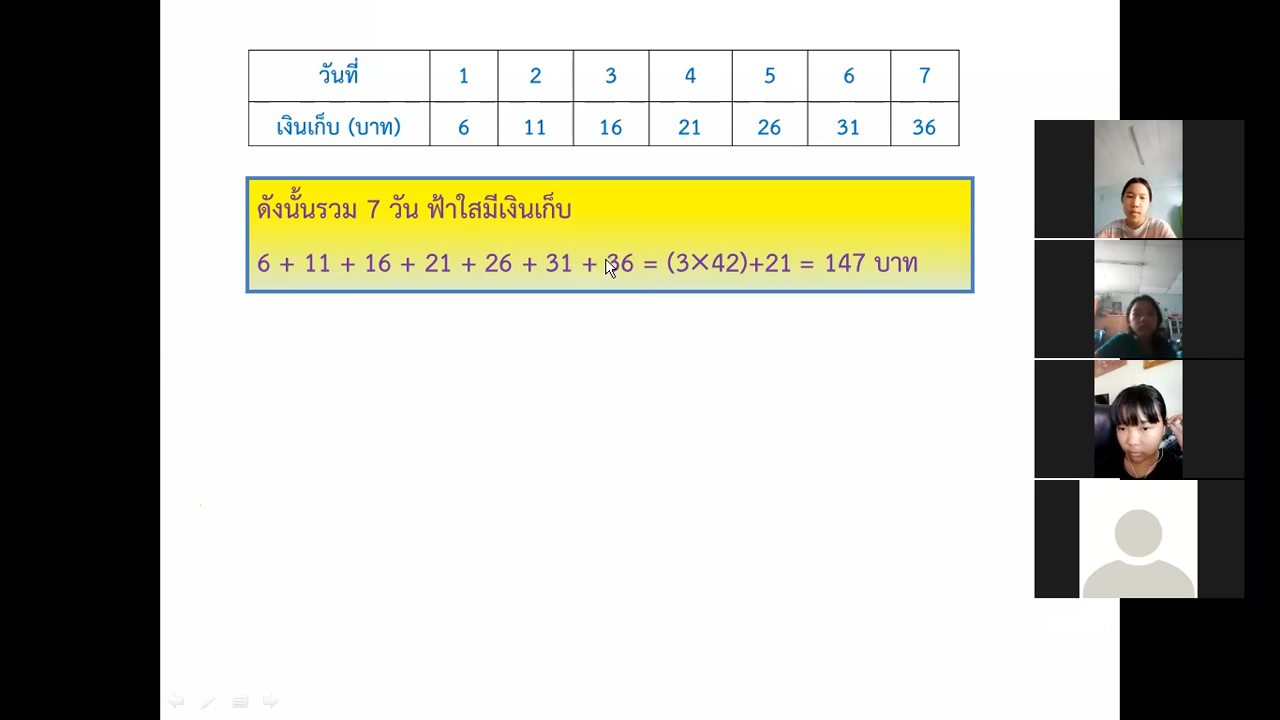 วันที่ 1 2 3 4 5 6 7
เงินเก็บ (บาท) 6 11 16 21 26 31 36
ดังนั้นรวม 7 วัน ฟ้าใสมีเงินเก็บ
6 + 11 + 16 + 21 + 26 + 31 + 36 = (3×42)+21 = 147 บาท